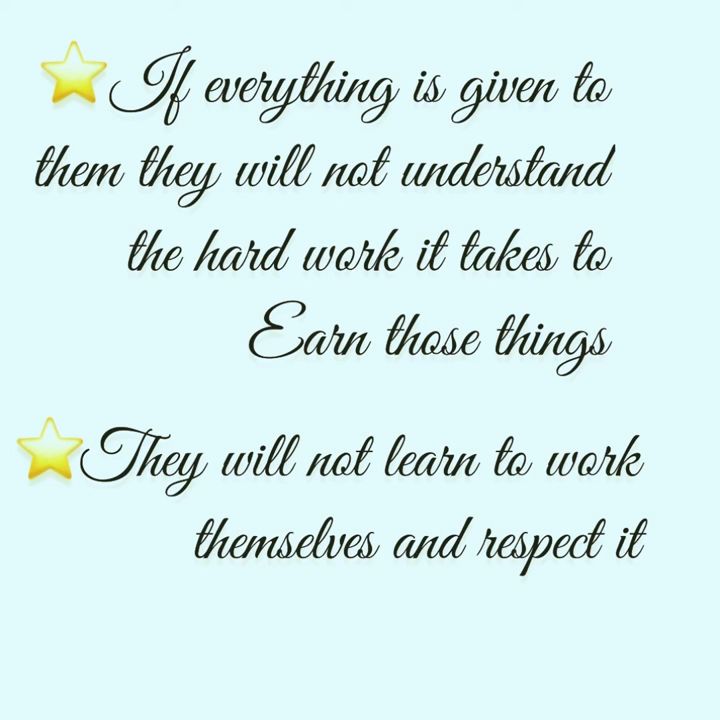 ⭐If everything is given to
them they will not understand
the hard work it takes to
Earn those things
⭐They will not learn to work
themselves and respect it